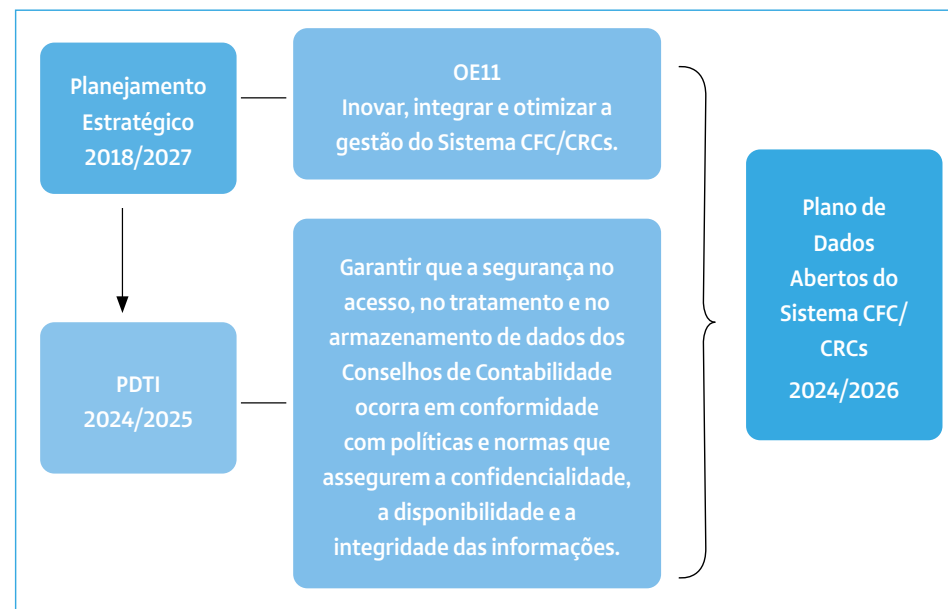 Planejamento
Estratégico
2018/2027
OE11
Inovar, integrar e otimizar a
gestão do Sistema CFC/CRCs.
PDTI
2024/2025
Garantir que a segurança no
acesso, no tratamento e no
armazenamento de dados dos
Conselhos de Contabilidade
ocorra em conformidade
com políticas e normas que
assegurem a confidencialidade,
a disponibilidade e a
integridade das informações.
Plano de
Dados
Abertos do
Sistema CFC/
CRCs
2024/2026